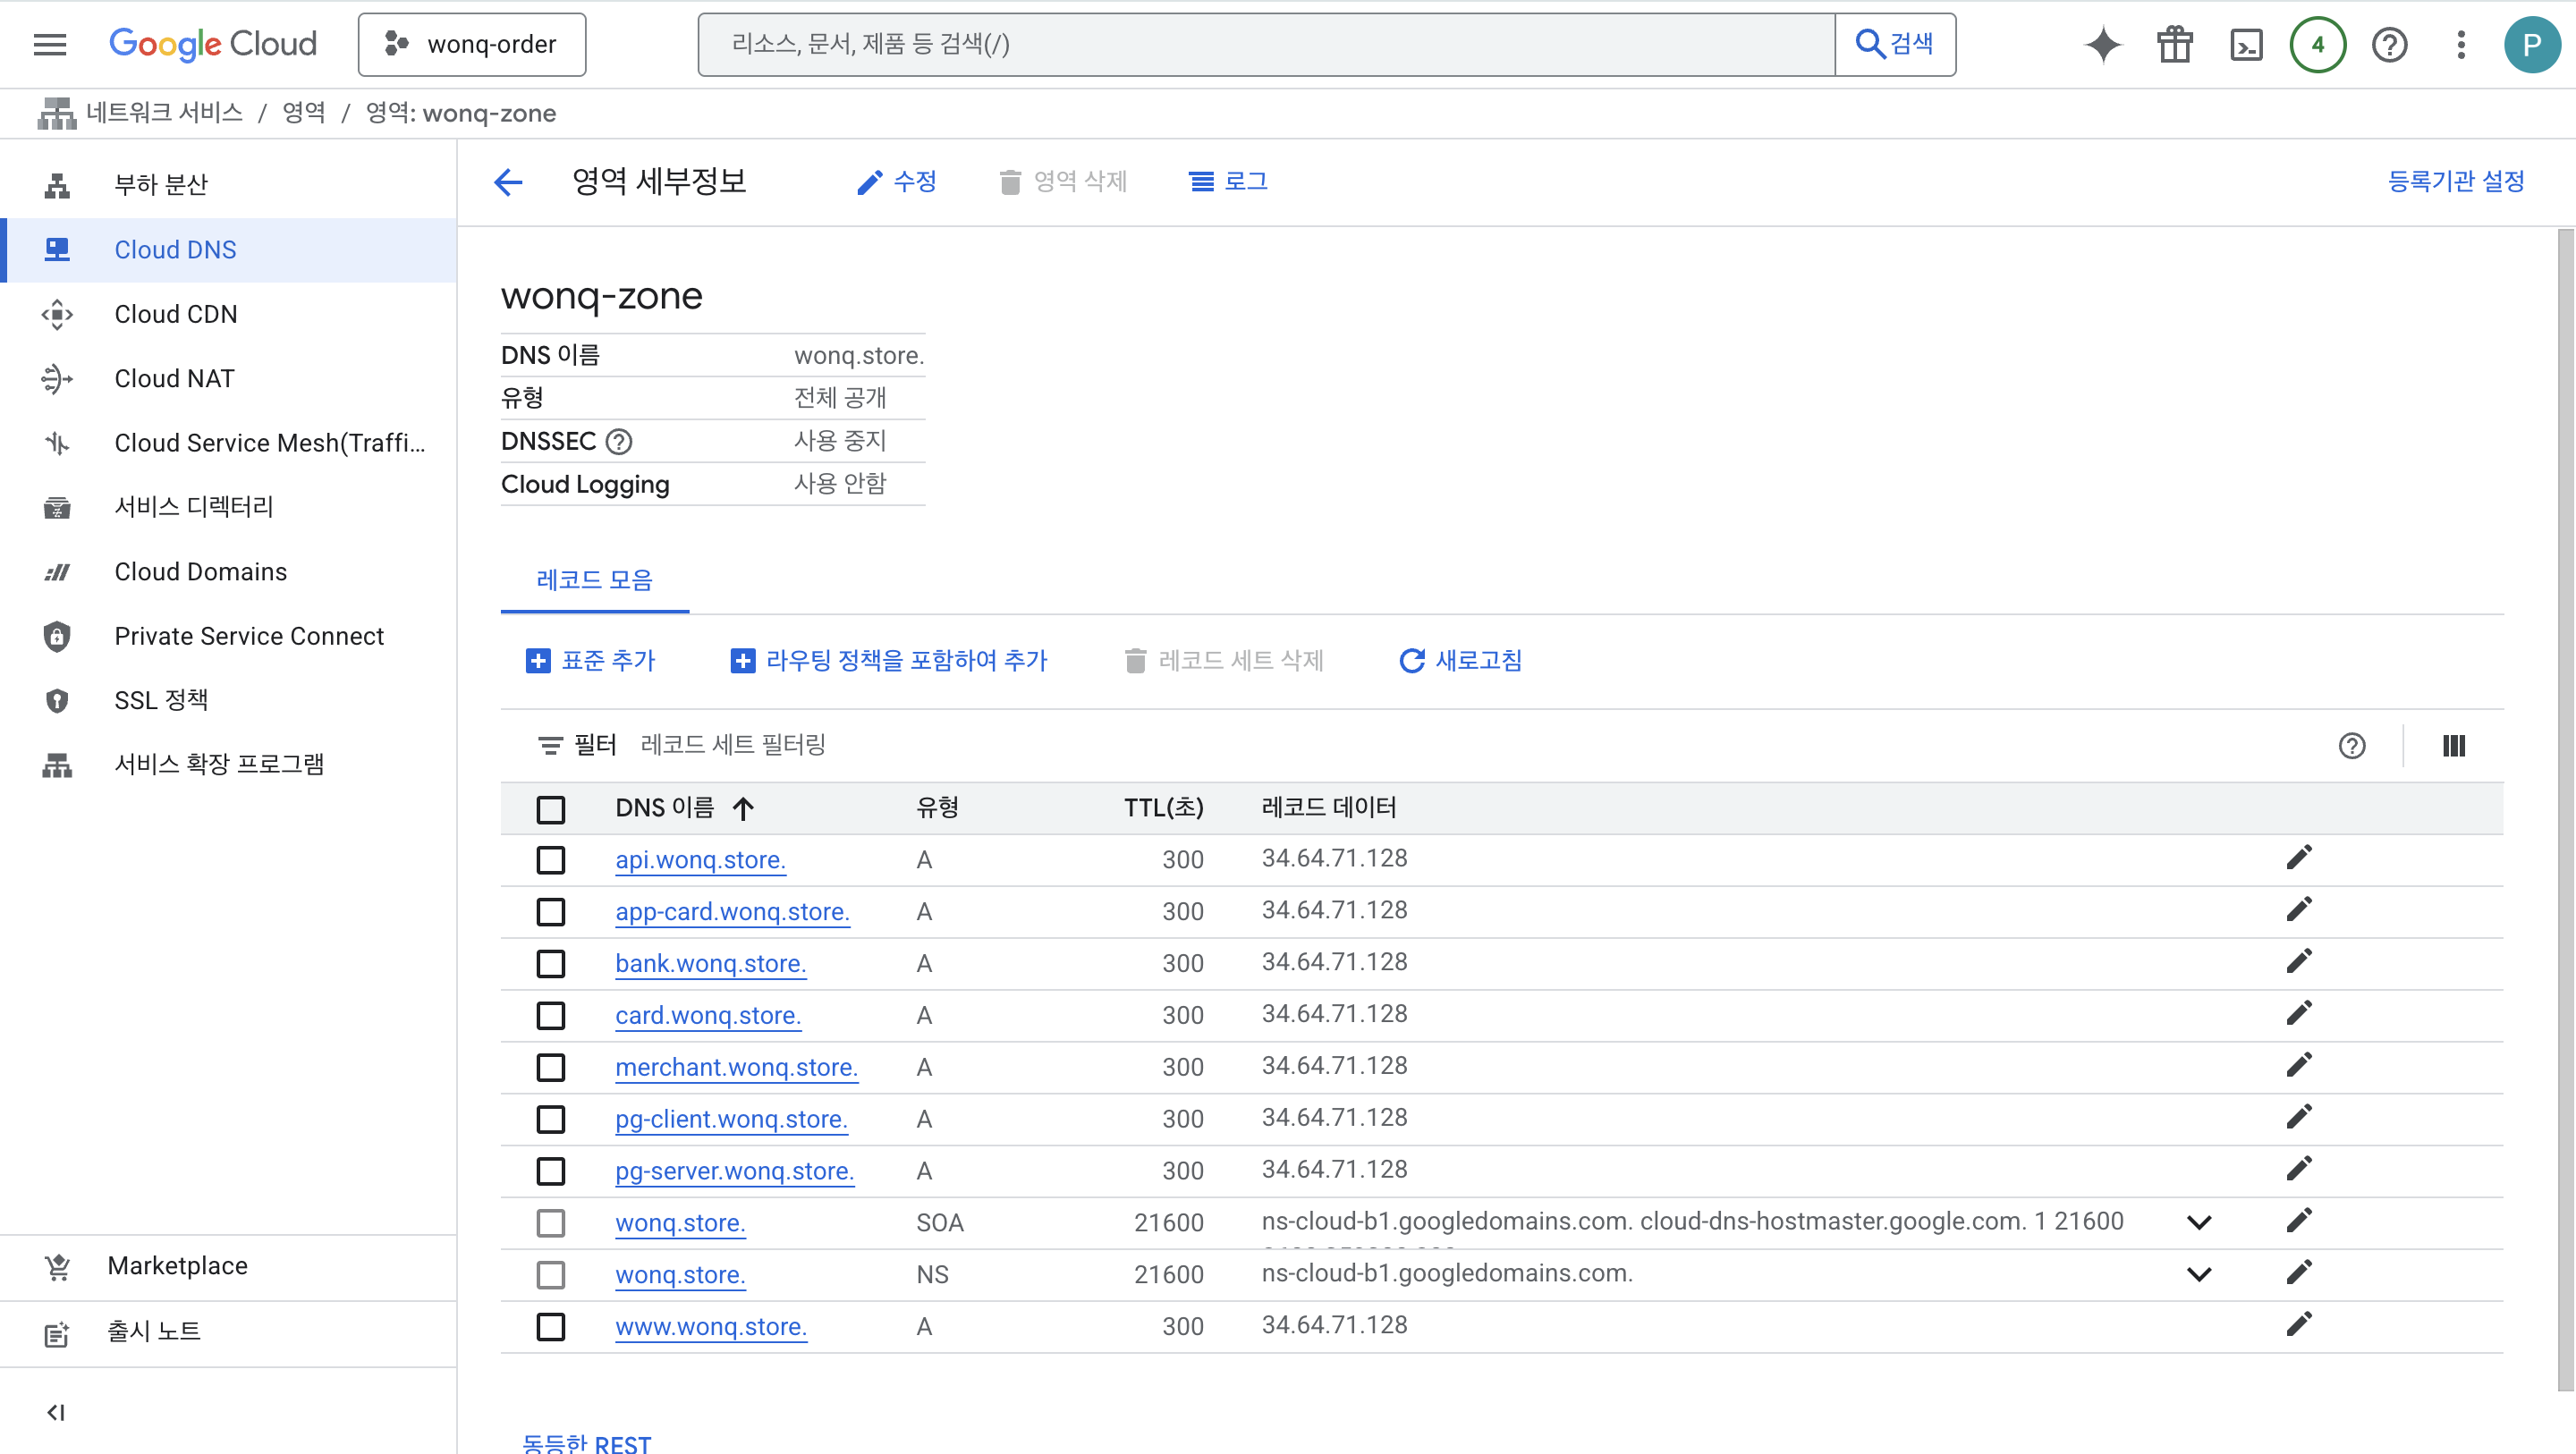 Google Cloud
wonq-order
리소스, 문서, 제품 등 검색(/)
검색
4
P
네트워크 서비스 / 영역 / 영역: wonq-zone
부하 분산
Cloud DNS
Cloud CDN
Cloud NAT
Cloud Service Mesh(Traffi...
서비스 디렉터리
Cloud Domains
Private Service Connect
SSL 정책
서비스 확장 프로그램
Marketplace
출시 노트
영역 세부정보
수정
영역 삭제
로그
등록기관 설정
wonq-zone
DNS 이름 wonq.store.
유형 전체 공개
DNSSEC 사용 중지
Cloud Logging 사용 안함
레코드 모음
표준 추가
라우팅 정책을 포함하여 추가
레코드 세트 삭제
새로고침
필터 레코드 세트 필터링
DNS 이름 유형 TTL(초) 레코드 데이터
api.wonq.store. A 300 34.64.71.128
app-card.wonq.store. A 300 34.64.71.128
bank.wonq.store. A 300 34.64.71.128
card.wonq.store. A 300 34.64.71.128
merchant.wonq.store. A 300 34.64.71.128
pg-client.wonq.store. A 300 34.64.71.128
pg-server.wonq.store. A 300 34.64.71.128
wonq.store. SOA 21600 ns-cloud-b1.googledomains.com. cloud-dns-hostmaster.google.com. 1 21600
wonq.store. NS 21600 ns-cloud-b1.googledomains.com.
www.wonq.store. A 300 34.64.71.128
동등한 REST